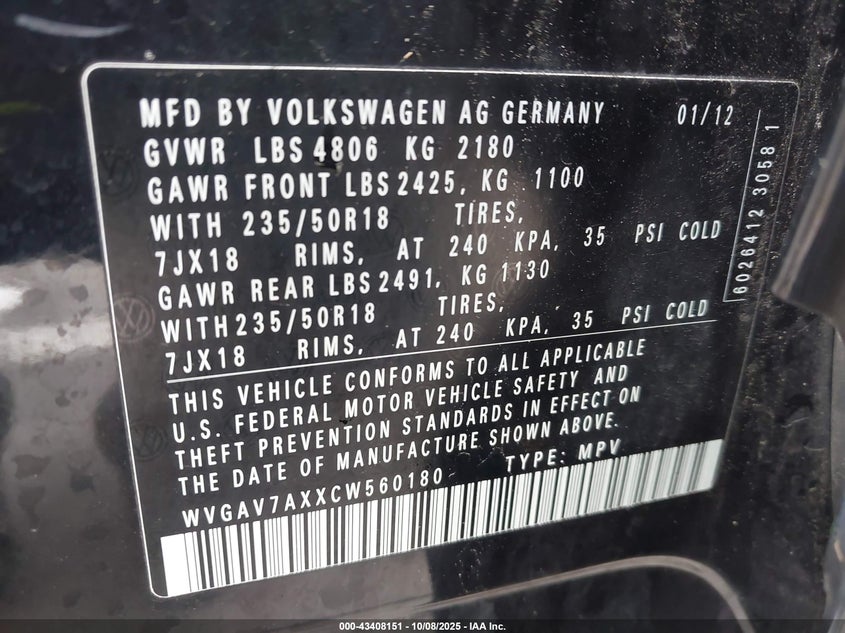 MFD BY VOLKSWAGEN AG GERMANY 01/12
GVWR LBS 4806 KG 2180
GAWR FRONT LBS 2425, KG 1100
WITH 235/50R18 TIRES,
7JX18 RIMS, AT 240 KPA, 35 PSI COLD
GAWR REAR LBS 2491, KG 1130
WITH 235/50R18 TIRES,
7JX18 RIMS, AT 240 KPA, 35 PSI COLD
THIS VEHICLE CONFORMS TO ALL APPLICABLE
U.S. FEDERAL MOTOR VEHICLE SAFETY AND
THEFT PREVENTION STANDARDS IN EFFECT ON
THE DATE OF MANUFACTURE SHOWN ABOVE.
WVGAV7AXXCW560180 TYPE: MPV
6026412 3058 1
000-43408151 - 10/08/2025 - IAA Inc.